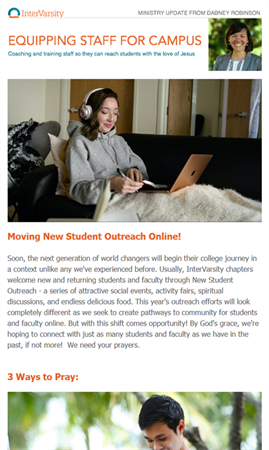 InterVarsity
MINISTRY UPDATE FROM DABNEY ROBINSON
EQUIPPING STAFF FOR CAMPUS
Coaching and training staff so they can reach students with the love of Jesus
Moving New Student Outreach Online!
Soon, the next generation of world changers will begin their college journey in
a context unlike any we've experienced before. Usually, InterVarsity chapters
welcome new and returning students and faculty through New Student
Outreach - a series of attractive social events, activity fairs, spiritual
discussions, and endless delicious food. This year's outreach efforts will look
completely different as we seek to create pathways to community for students
and faculty online. But with this shift comes opportunity! By God's grace, we're
hoping to connect with just as many students and faculty as we have in the
past, if not more!  We need your prayers.
3 Ways to Pray: